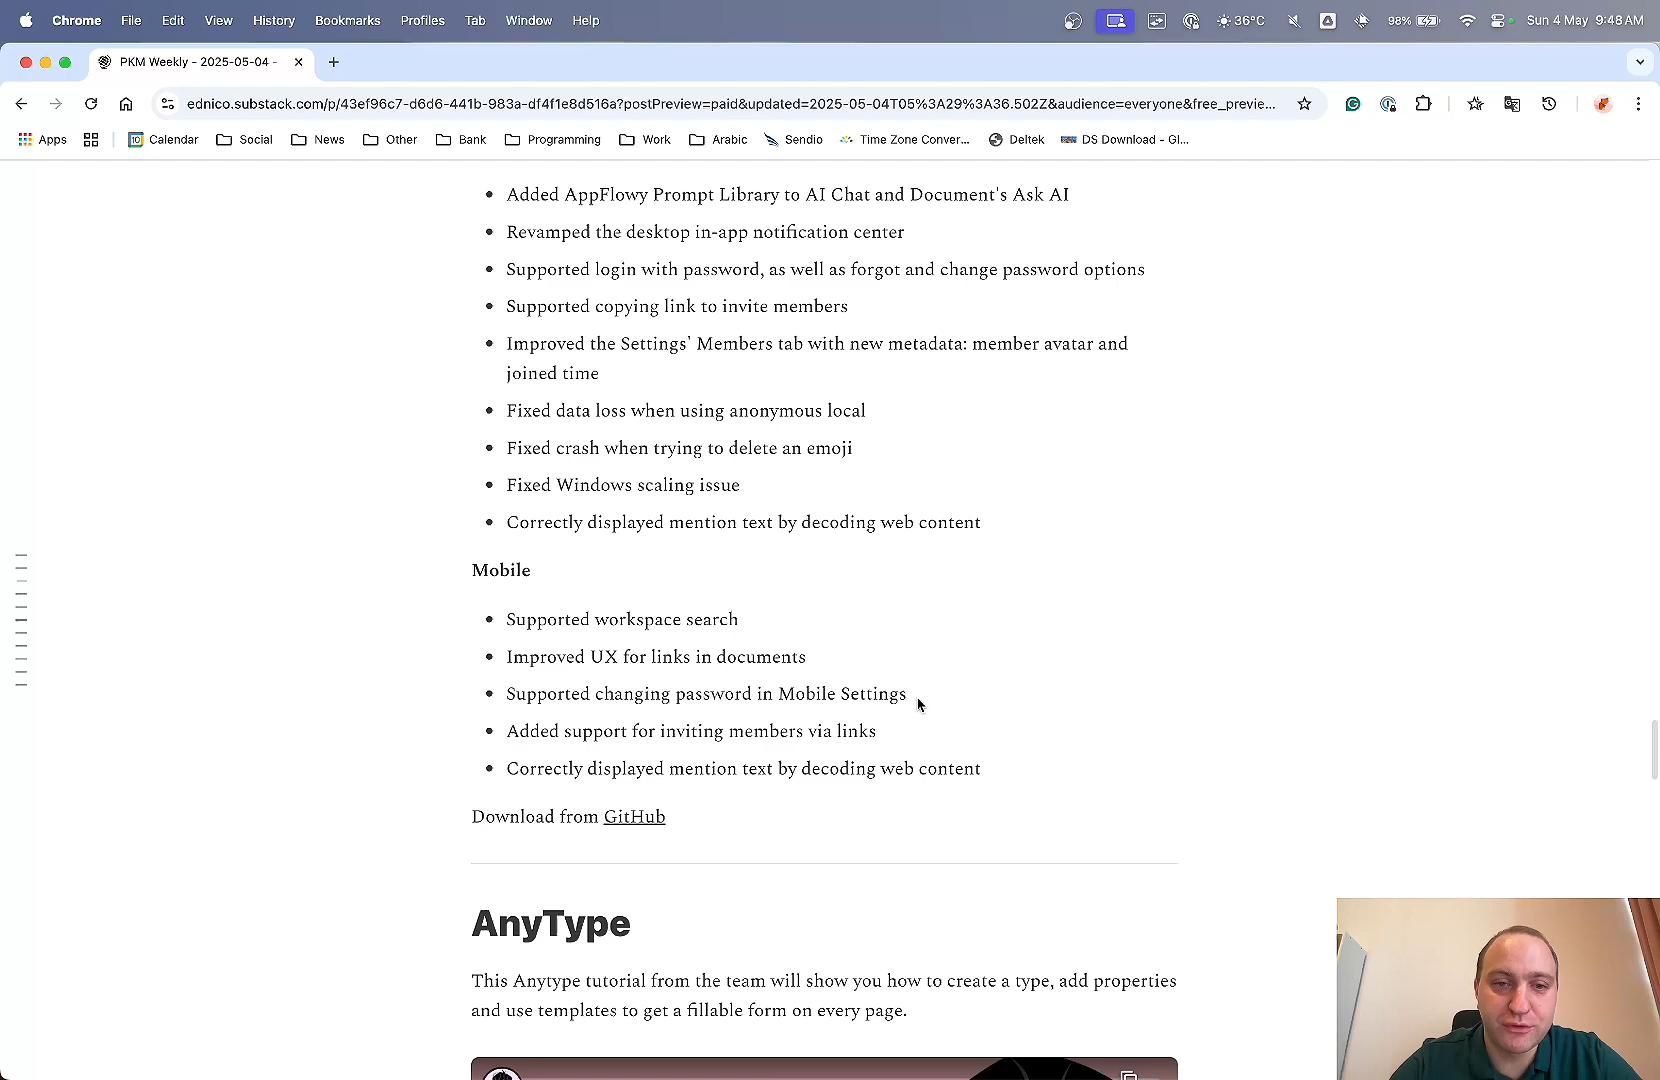 Chrome File Edit View History Bookmarks Profiles Tab Window Help 36°C 98% Sun 4 May 9:48 AM
PKM Weekly - 2025-05-04 -
ednico.substack.com/p/43ef96c7-d6d6-441b-983a-df4f1e8d516a?postPreview=paid&updated=2025-05-04T05%3A29%3A36.502Z&audience=everyone&free_previe...
Apps 10 Calendar Social News Other Bank Programming Work Arabic Sendio Time Zone Conver... Deltek DS Download - Gl...
• Added AppFlowy Prompt Library to AI Chat and Document's Ask AI
• Revamped the desktop in-app notification center
• Supported login with password, as well as forgot and change password options
• Supported copying link to invite members
• Improved the Settings' Members tab with new metadata: member avatar and
joined time
• Fixed data loss when using anonymous local
• Fixed crash when trying to delete an emoji
• Fixed Windows scaling issue
• Correctly displayed mention text by decoding web content
Mobile
• Supported workspace search
• Improved UX for links in documents
• Supported changing password in Mobile Settings
• Added support for inviting members via links
• Correctly displayed mention text by decoding web content
Download from GitHub
AnyType
This Anytype tutorial from the team will show you how to create a type, add properties
and use templates to get a fillable form on every page.